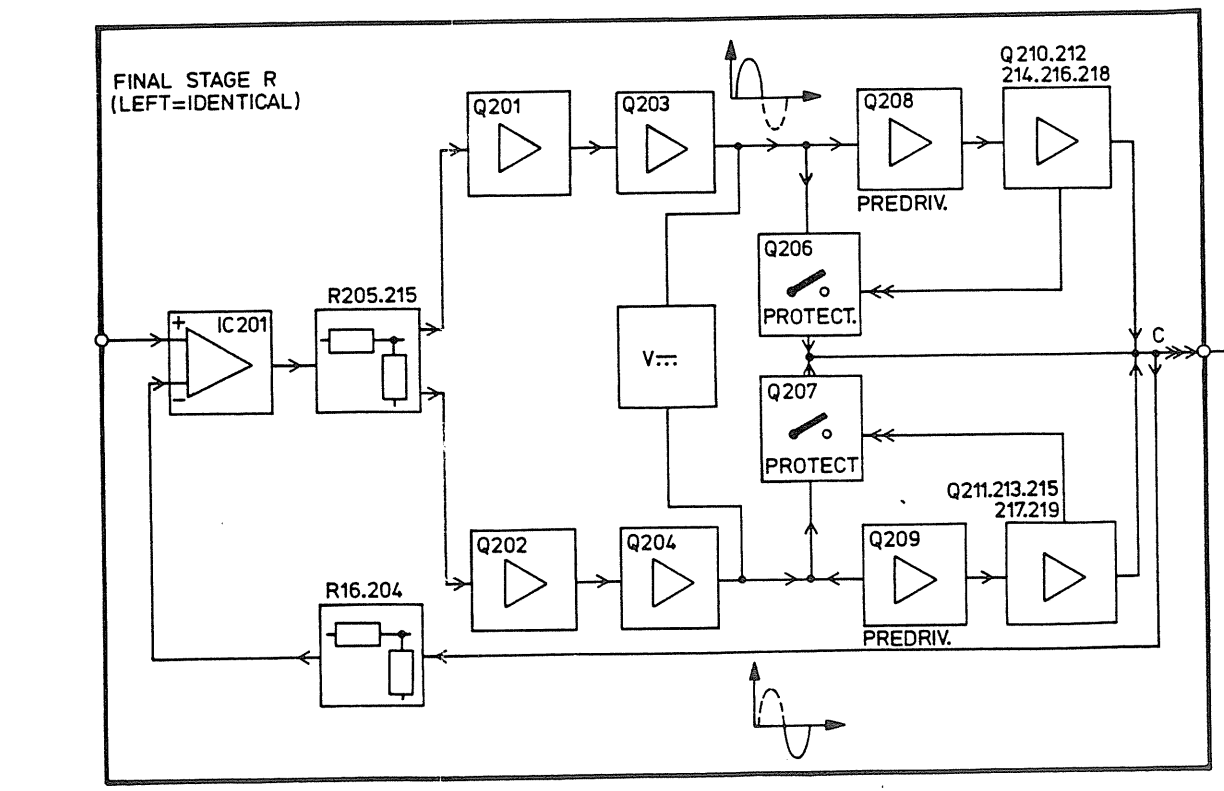 FINAL STAGE R
(LEFT=IDENTICAL)
Q201
Q203
Q208
PREDRIV.
Q210.212
214.216.218
Q206
PROTECT.
R205.215
+
IC201
−
V⎓
C
Q207
PROTECT
Q211.213.215
217.219
Q202
Q204
Q209
PREDRIV.
R16.204